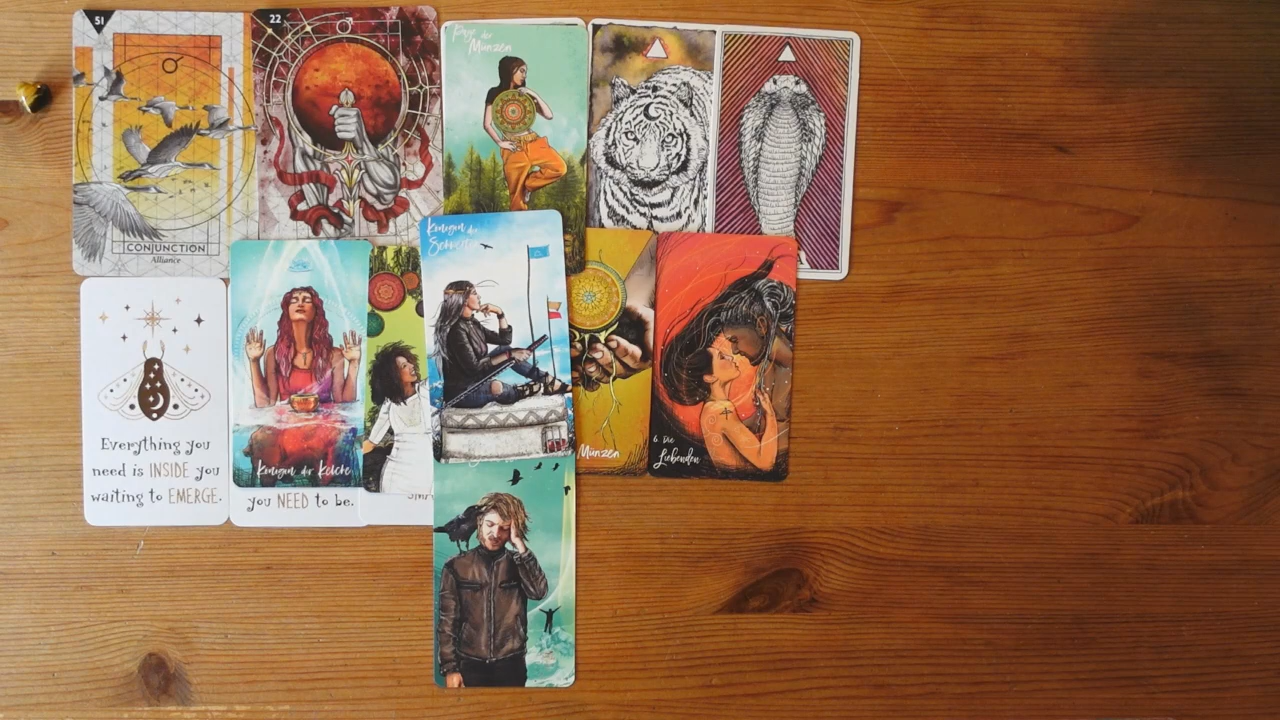 51
CONJUNCTION
Alliance
22
Page der
Münzen
Königin der
Everything you
need is INSIDE you
waiting to EMERGE.
Königin der Kelche
you NEED to be.
Münzen
6. Die
Liebenden